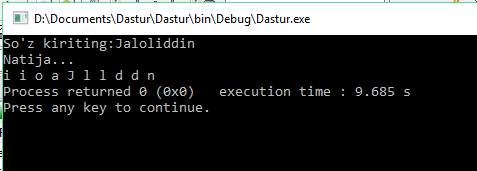 D:\Documents\Dastur\Dastur\bin\Debug\Dastur.exe
So'z kiriting:Jaloliddin
Natija...
i i o a J l l d d n
Process returned 0 (0x0)   execution time : 9.685 s
Press any key to continue.